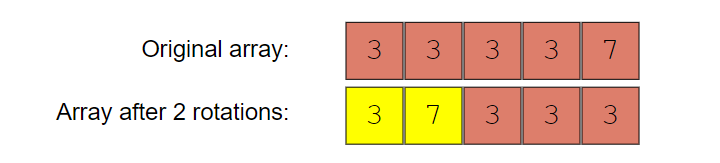 Original array: 3 3 3 3 7
Array after 2 rotations: 3 7 3 3 3